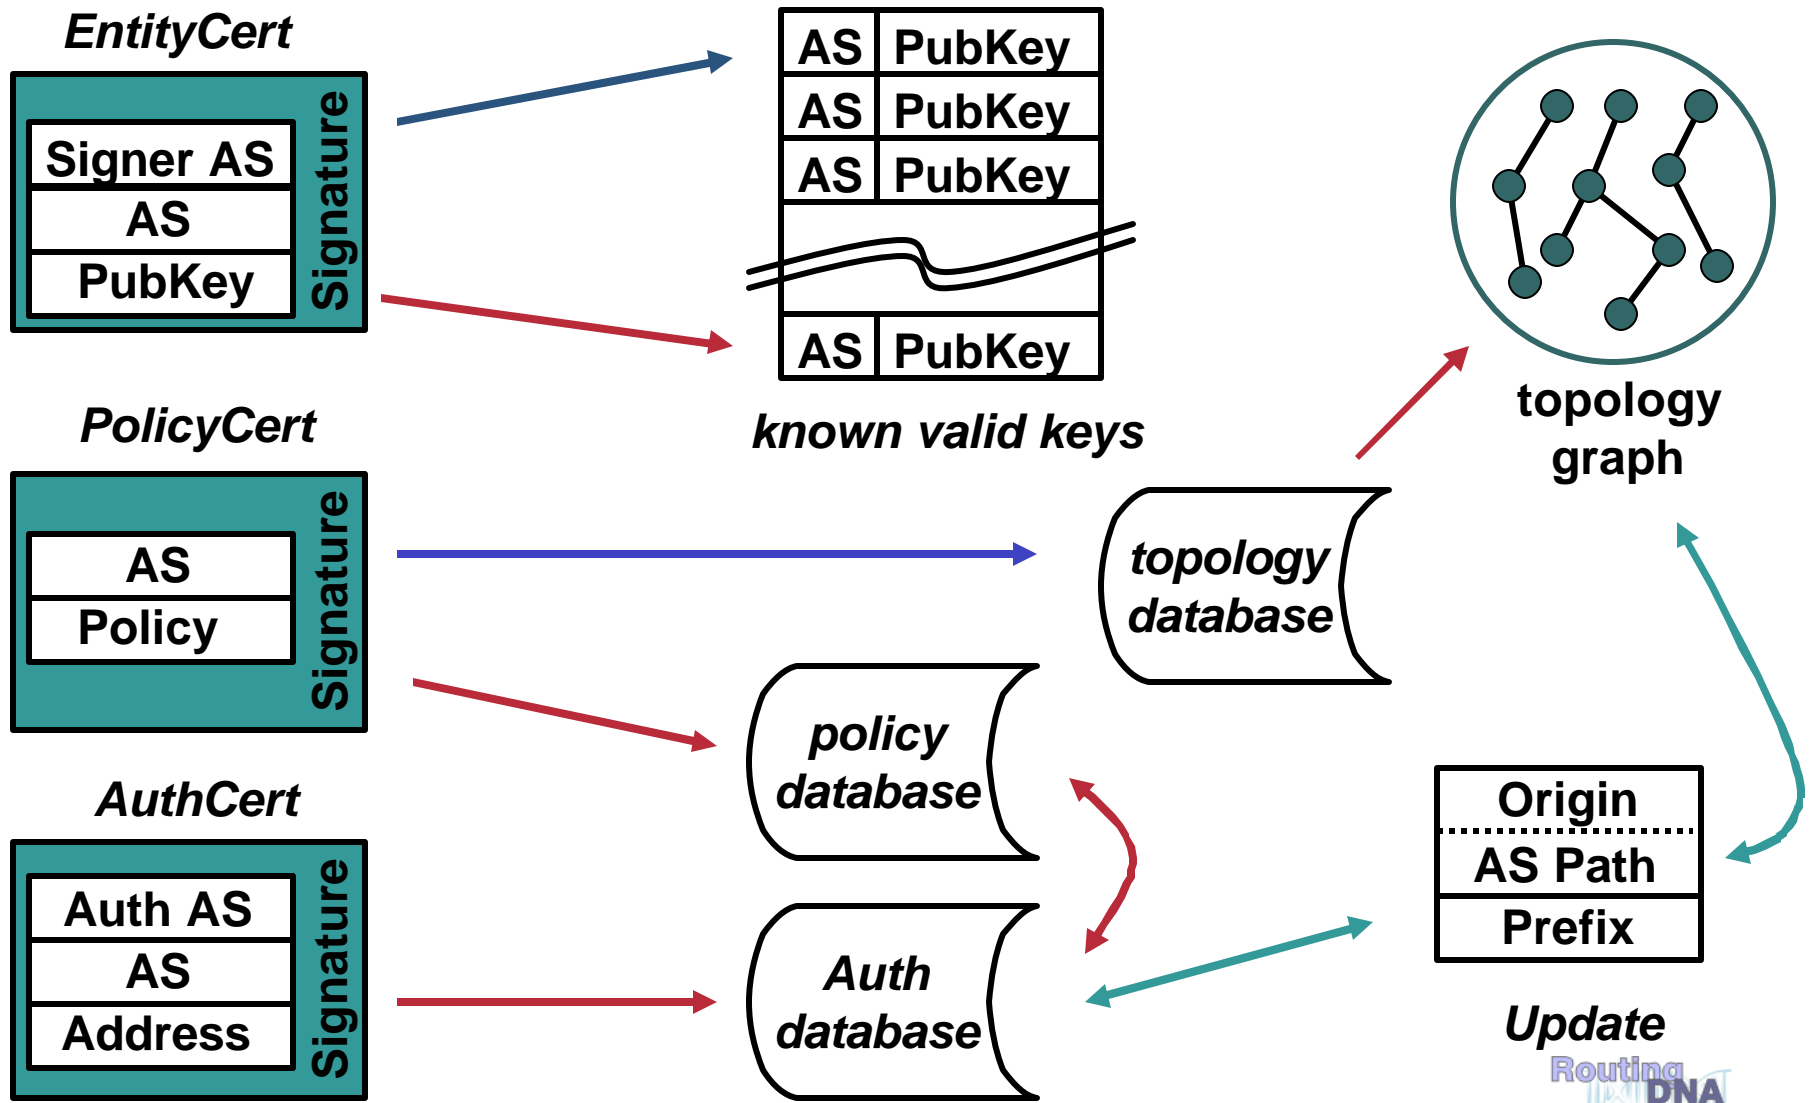 EntityCert
Signer AS
AS
PubKey
Signature
AS PubKey
AS PubKey
AS PubKey
AS PubKey
known valid keys
topology
graph
PolicyCert
AS
Policy
Signature
topology
database
policy
database
AuthCert
Auth AS
AS
Address
Signature
Auth
database
Origin
AS Path
Prefix
Update
Routing
DNA